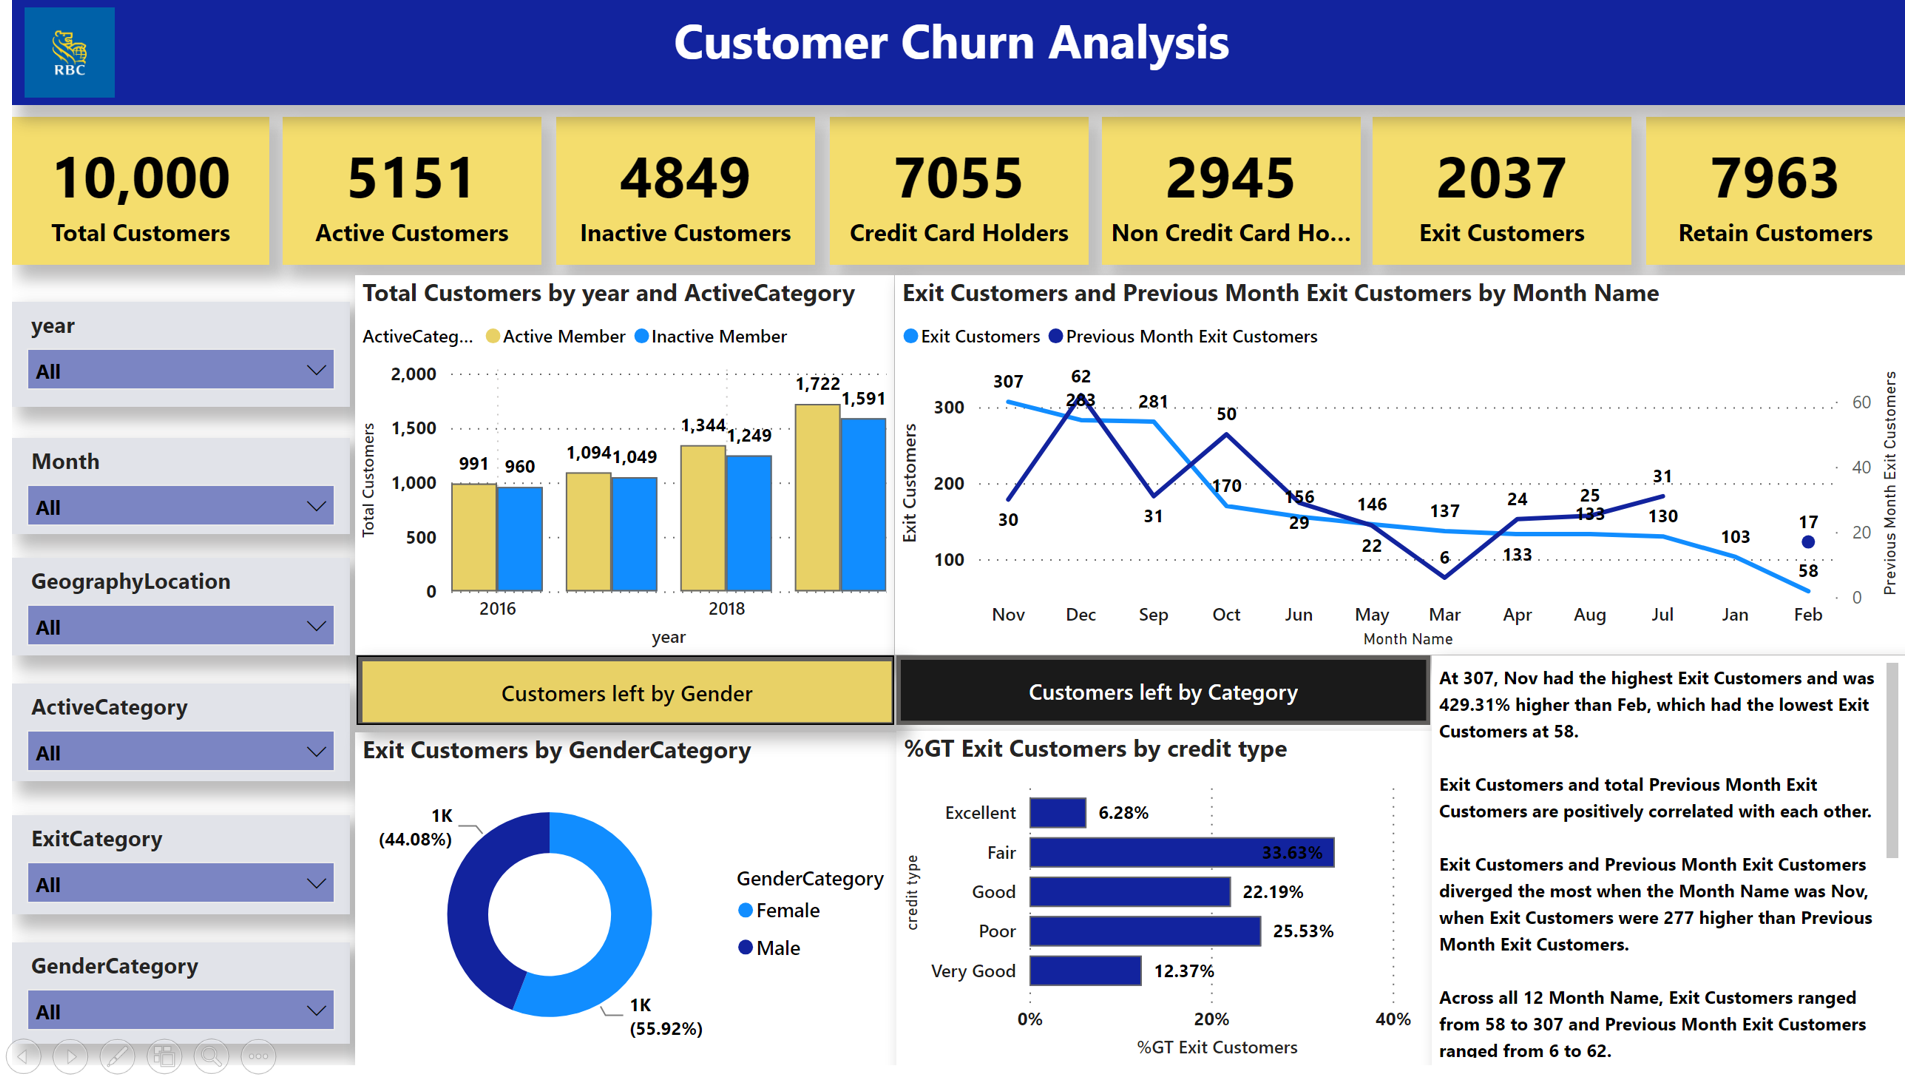 RBC
Customer Churn Analysis
10,000
Total Customers
5151
Active Customers
4849
Inactive Customers
7055
Credit Card Holders
2945
Non Credit Card Ho...
2037
Exit Customers
7963
Retain Customers
year
All
Month
All
GeographyLocation
All
ActiveCategory
All
ExitCategory
All
GenderCategory
All
Total Customers by year and ActiveCategory
ActiveCateg... Active Member Inactive Member
Total Customers
2,000
1,500
1,000
500
0
991 960
1,094 1,049
1,344 1,249
1,722 1,591
2016 2018
year
Exit Customers and Previous Month Exit Customers by Month Name
Exit Customers Previous Month Exit Customers
Exit Customers
300
200
100
307 283 281 170 156 146 137 133 133 130 103 58
30 62 31 50 29 22 6 24 25 31 17
60
40
20
0
Previous Month Exit Customers
Nov Dec Sep Oct Jun May Mar Apr Aug Jul Jan Feb
Month Name
Customers left by Gender
Customers left by Category
Exit Customers by GenderCategory
1K
(44.08%)
1K
(55.92%)
GenderCategory
Female
Male
%GT Exit Customers by credit type
credit type
Excellent 6.28%
Fair 33.63%
Good 22.19%
Poor 25.53%
Very Good 12.37%
0% 20% 40%
%GT Exit Customers
At 307, Nov had the highest Exit Customers and was
429.31% higher than Feb, which had the lowest Exit
Customers at 58.
Exit Customers and total Previous Month Exit
Customers are positively correlated with each other.
Exit Customers and Previous Month Exit Customers
diverged the most when the Month Name was Nov,
when Exit Customers were 277 higher than Previous
Month Exit Customers.
Across all 12 Month Name, Exit Customers ranged
from 58 to 307 and Previous Month Exit Customers
ranged from 6 to 62.